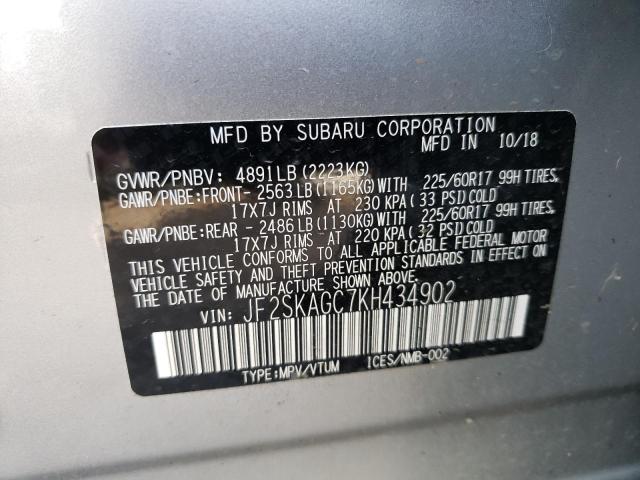 MFD BY SUBARU CORPORATION
MFD IN 10/18
GVWR/PNBV: 4891LB(2223KG)
GAWR/PNBE:FRONT- 2563LB(1165KG)WITH 225/60R17 99H TIRES,
17X7J RIMS AT 230 KPA( 33 PSI)COLD
GAWR/PNBE:REAR - 2486LB(1130KG)WITH 225/60R17 99H TIRES,
17X7J RIMS AT 220 KPA( 32 PSI)COLD
THIS VEHICLE CONFORMS TO ALL APPLICABLE FEDERAL MOTOR
VEHICLE SAFETY AND THEFT PREVENTION STANDARDS IN EFFECT ON
THE DATE OF MANUFACTURE SHOWN ABOVE.
VIN: JF2SKAGC7KH434902
TYPE:MPV/VTUM ICES/NMB-002